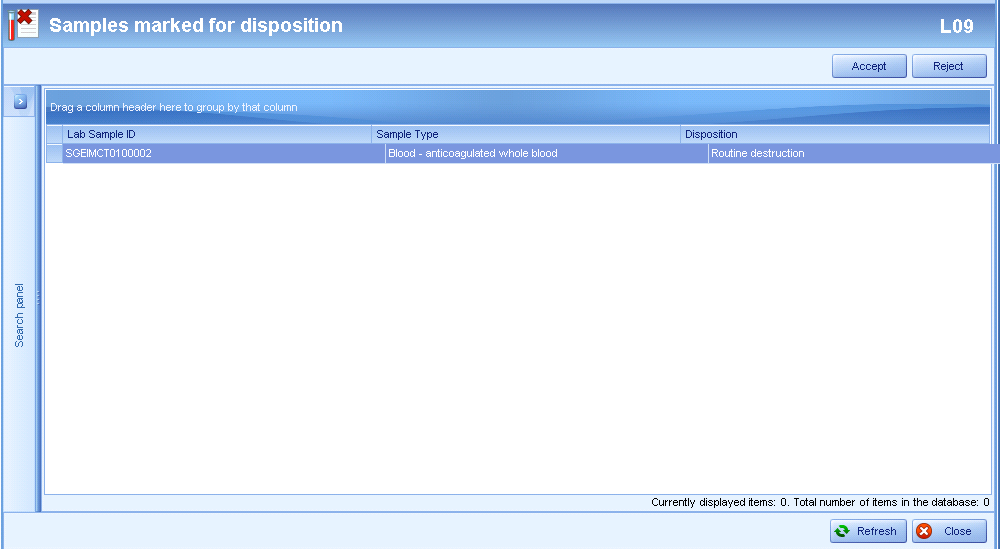 Samples marked for disposition
L09
Accept
Reject
Drag a column header here to group by that column
Lab Sample ID
Sample Type
Disposition
SGEIMCT0100002
Blood - anticoagulated whole blood
Routine destruction
Search panel
Currently displayed items: 0. Total number of items in the database: 0
Refresh
Close